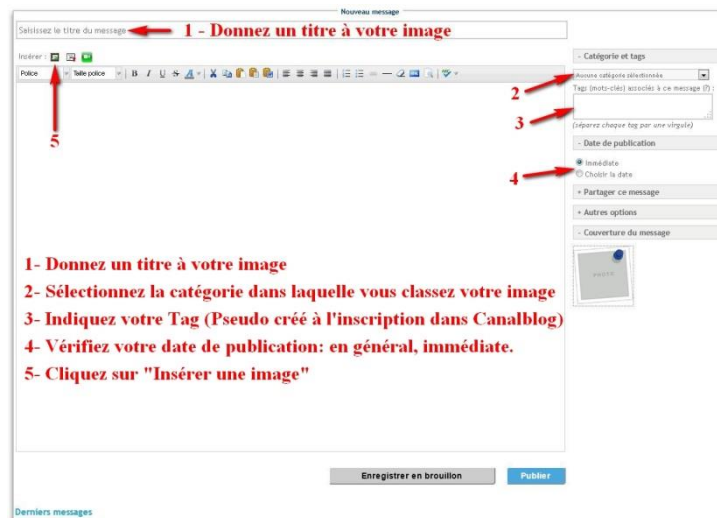 Nouveau message
Saisissez le titre du message
1 - Donnez un titre à votre image
Insérer :
Police
Taille police
B I U S A
5
- Catégorie et tags
Aucune catégorie sélectionnée
2
Tags (mots-clés) associés à ce message (?) :
3
(séparez chaque tag par une virgule)
- Date de publication
Immédiate
4
Choisir la date
+ Partager ce message
+ Autres options
- Couverture du message
PHOTO
1- Donnez un titre à votre image
2- Sélectionnez la catégorie dans laquelle vous classez votre image
3- Indiquez votre Tag (Pseudo créé à l'inscription dans Canalblog)
4- Vérifiez votre date de publication: en général, immédiate.
5- Cliquez sur "Insérer une image"
Enregistrer en brouillon
Publier
Derniers messages